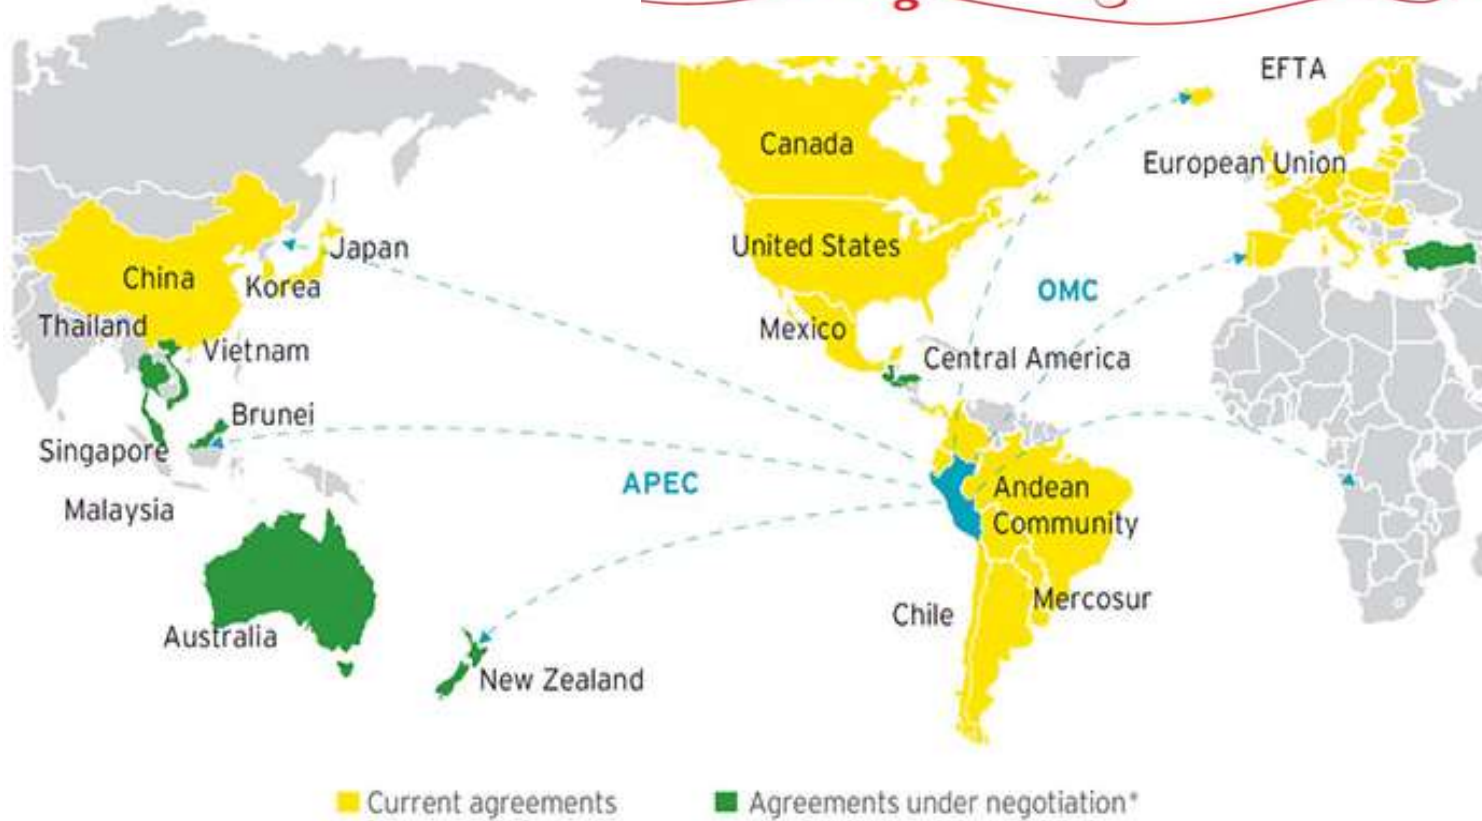 EFTA
Canada
European Union
United States
Japan
China
Korea
OMC
Thailand
Mexico
Vietnam
Central America
Brunei
Singapore
APEC
Andean
Community
Malaysia
Mercosur
Chile
Australia
New Zealand
Current agreements
Agreements under negotiation*